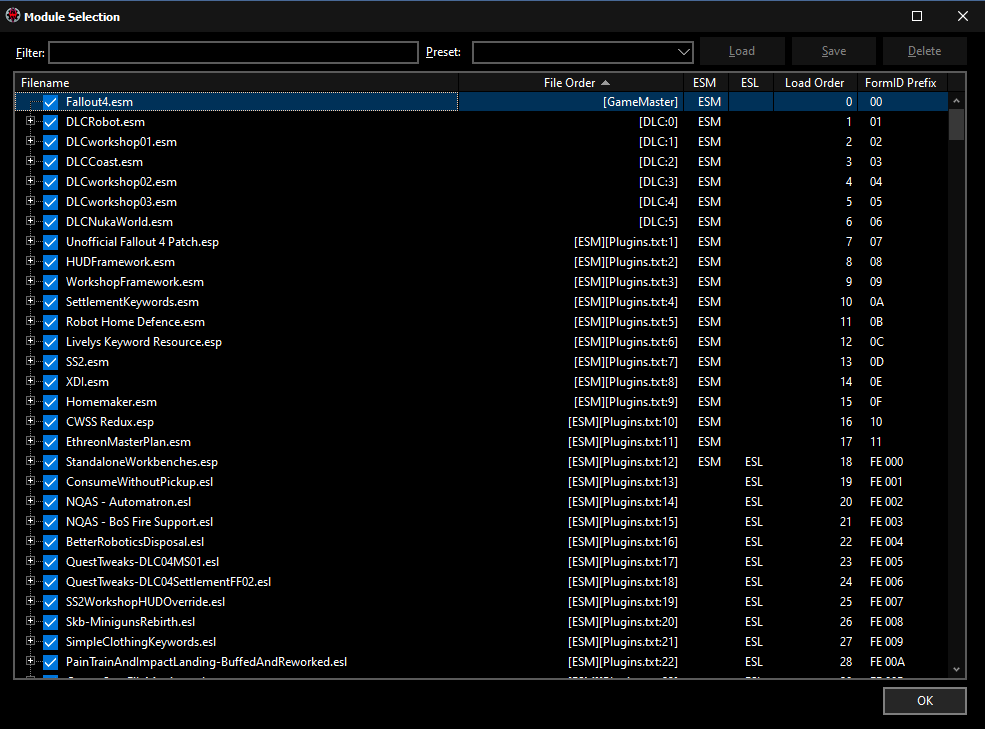 Module Selection
Filter: Preset: Load Save Delete
Filename File Order ESM ESL Load Order FormID Prefix
Fallout4.esm [GameMaster] ESM 0 00
DLCRobot.esm [DLC:0] ESM 1 01
DLCworkshop01.esm [DLC:1] ESM 2 02
DLCCoast.esm [DLC:2] ESM 3 03
DLCworkshop02.esm [DLC:3] ESM 4 04
DLCworkshop03.esm [DLC:4] ESM 5 05
DLCNukaWorld.esm [DLC:5] ESM 6 06
Unofficial Fallout 4 Patch.esp [ESM][Plugins.txt:1] ESM 7 07
HUDFramework.esm [ESM][Plugins.txt:2] ESM 8 08
WorkshopFramework.esm [ESM][Plugins.txt:3] ESM 9 09
SettlementKeywords.esm [ESM][Plugins.txt:4] ESM 10 0A
Robot Home Defence.esm [ESM][Plugins.txt:5] ESM 11 0B
Livelys Keyword Resource.esp [ESM][Plugins.txt:6] ESM 12 0C
SS2.esm [ESM][Plugins.txt:7] ESM 13 0D
XDI.esm [ESM][Plugins.txt:8] ESM 14 0E
Homemaker.esm [ESM][Plugins.txt:9] ESM 15 0F
CWSS Redux.esp [ESM][Plugins.txt:10] ESM 16 10
EthreonMasterPlan.esm [ESM][Plugins.txt:11] ESM 17 11
StandaloneWorkbenches.esp [ESM][Plugins.txt:12] ESM ESL 18 FE 000
ConsumeWithoutPickup.esl [ESM][Plugins.txt:13] ESL 19 FE 001
NQAS - Automatron.esl [ESM][Plugins.txt:14] ESL 20 FE 002
NQAS - BoS Fire Support.esl [ESM][Plugins.txt:15] ESL 21 FE 003
BetterRoboticsDisposal.esl [ESM][Plugins.txt:16] ESL 22 FE 004
QuestTweaks-DLC04MS01.esl [ESM][Plugins.txt:17] ESL 23 FE 005
QuestTweaks-DLC04SettlementFF02.esl [ESM][Plugins.txt:18] ESL 24 FE 006
SS2WorkshopHUDOverride.esl [ESM][Plugins.txt:19] ESL 25 FE 007
Skb-MinigunsRebirth.esl [ESM][Plugins.txt:20] ESL 26 FE 008
SimpleClothingKeywords.esl [ESM][Plugins.txt:21] ESL 27 FE 009
PainTrainAndImpactLanding-BuffedAndReworked.esl [ESM][Plugins.txt:22] ESL 28 FE 00A
OK